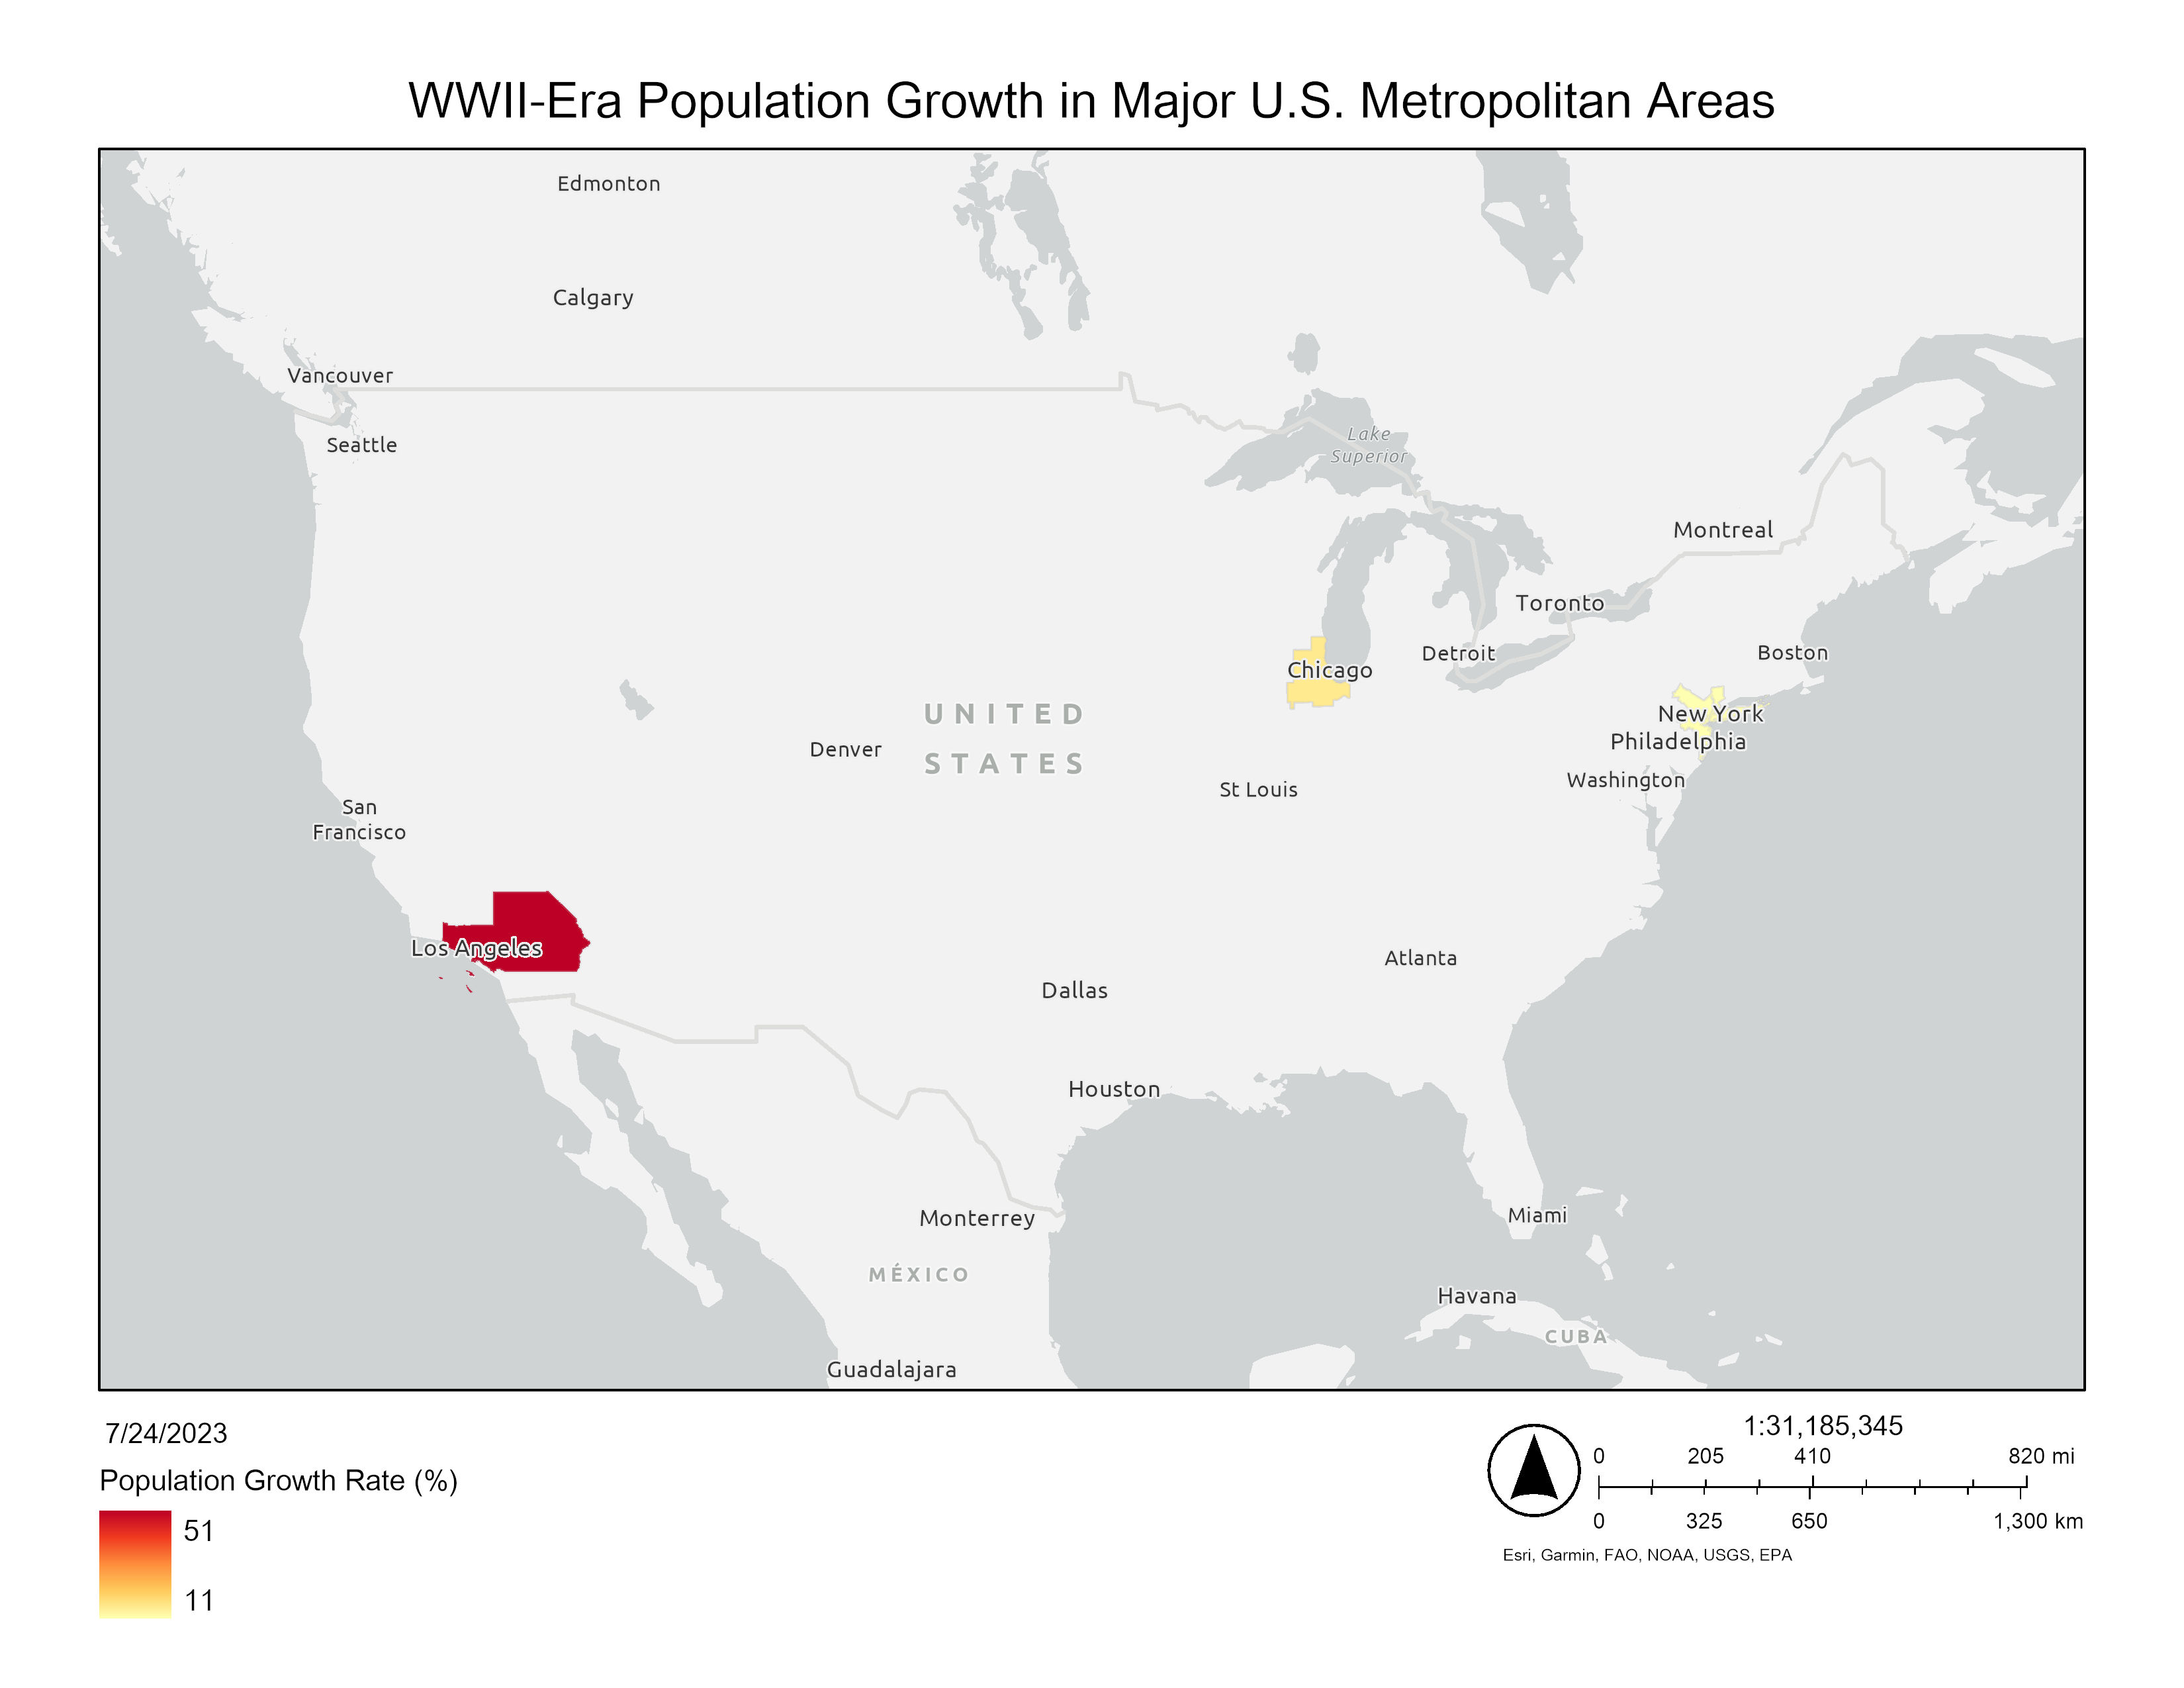 WWII-Era Population Growth in Major U.S. Metropolitan Areas
Edmonton
Calgary
Vancouver
Seattle
Lake
Superior
Montreal
Toronto
Detroit
Boston
Chicago
New York
Philadelphia
UNITED
STATES
Denver
Washington
St Louis
San
Francisco
Los Angeles
Atlanta
Dallas
Houston
Monterrey
Miami
MÉXICO
Havana
CUBA
Guadalajara
7/24/2023
Population Growth Rate (%)
51
11
1:31,185,345
0 205 410 820 mi
0 325 650 1,300 km
Esri, Garmin, FAO, NOAA, USGS, EPA